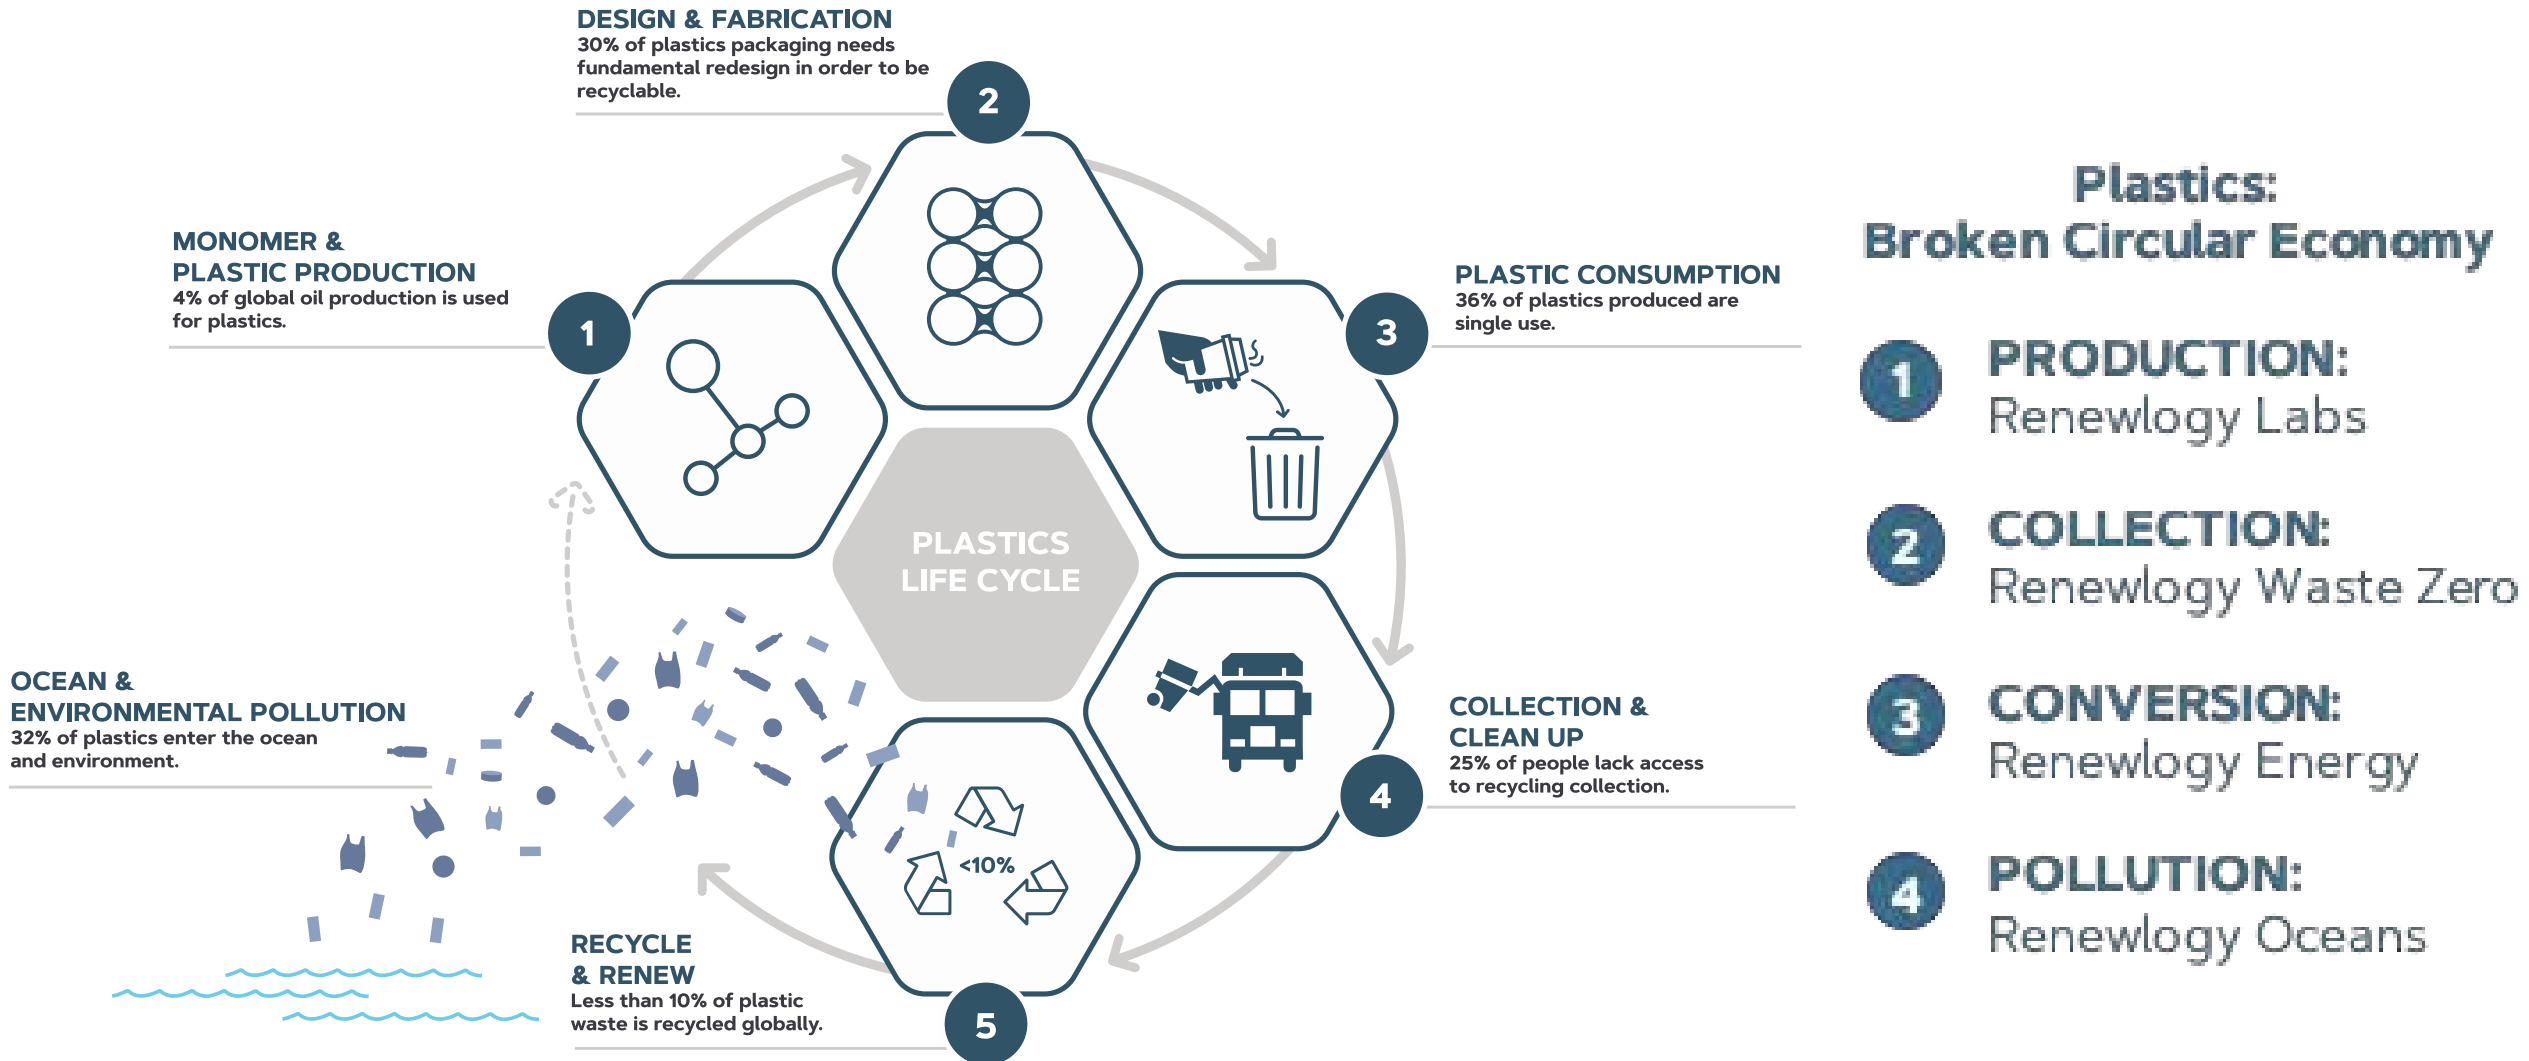 DESIGN & FABRICATION
30% of plastics packaging needs
fundamental redesign in order to be
recyclable.
2
MONOMER &
PLASTIC PRODUCTION
4% of global oil production is used
for plastics.
1
PLASTIC CONSUMPTION
36% of plastics produced are
single use.
3
PLASTICS
LIFE CYCLE
OCEAN &
ENVIRONMENTAL POLLUTION
32% of plastics enter the ocean
and environment.
COLLECTION &
CLEAN UP
25% of people lack access
to recycling collection.
4
<10%
RECYCLE
& RENEW
Less than 10% of plastic
waste is recycled globally.
5
Plastics:
Broken Circular Economy
1 PRODUCTION:
Renewlogy Labs
2 COLLECTION:
Renewlogy Waste Zero
3 CONVERSION:
Renewlogy Energy
4 POLLUTION:
Renewlogy Oceans